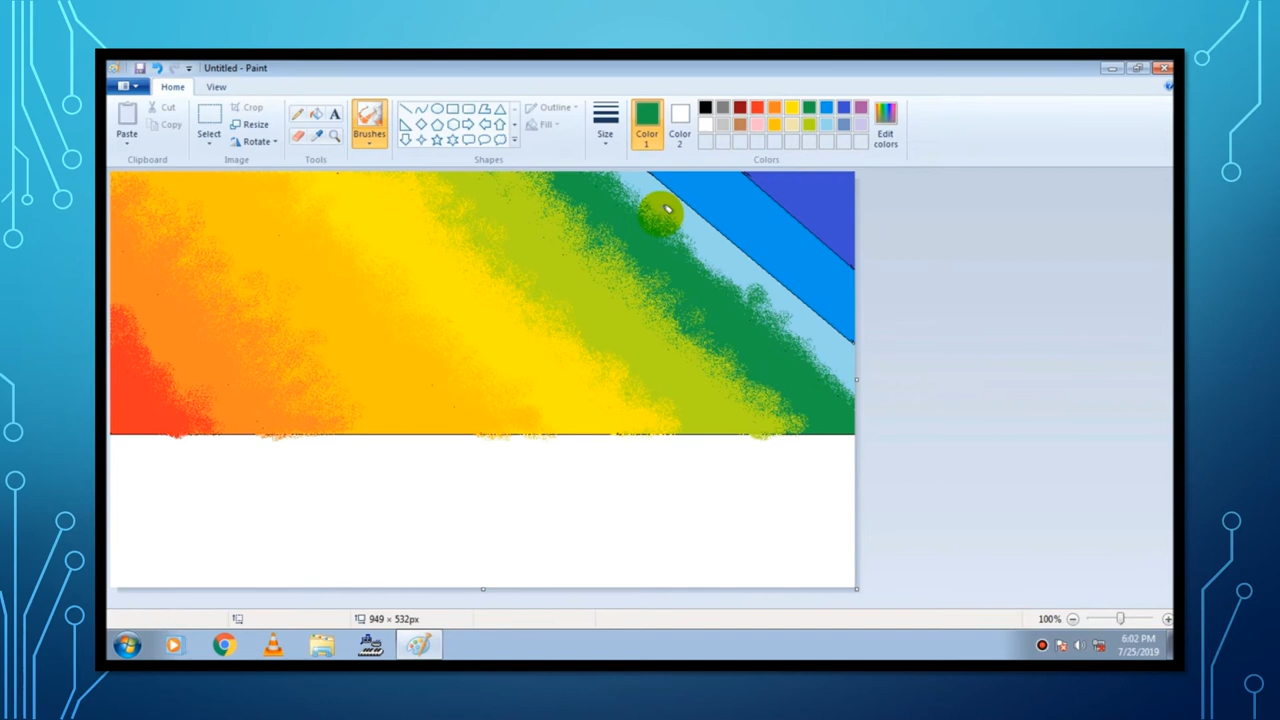 Untitled - Paint
Home View
Cut
Copy
Paste
Clipboard
Crop
Resize
Rotate
Select
Image
A
Tools
Brushes
Outline
Fill
Shapes
Size
Color 1
Color 2
Edit colors
Colors
949 × 532px
100%
6:02 PM
7/25/2019